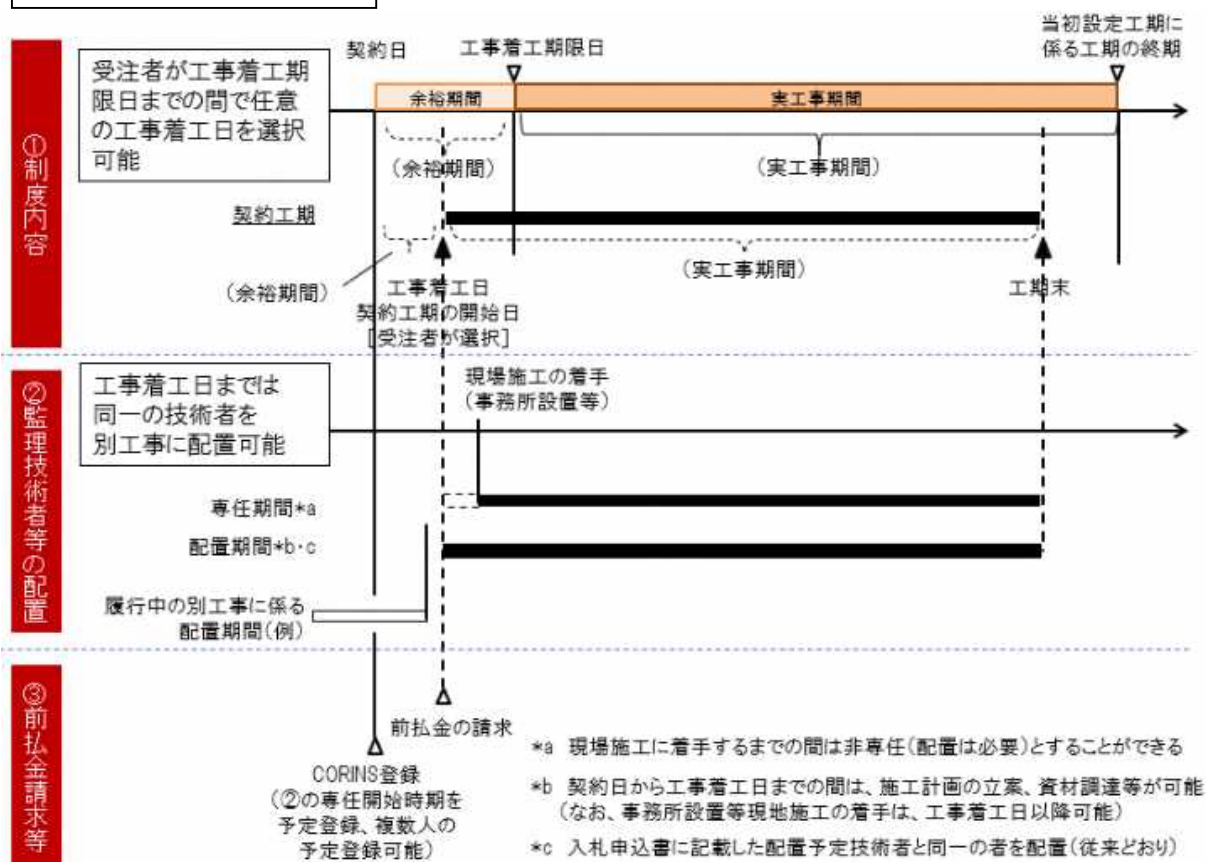 契約日
工事着工期限日
当初設定工期に
係る工期の終期
①制度内容
受注者が工事着工期
限日までの間で任意
の工事着工日を選択
可能
余裕期間
実工事期間
(余裕期間)
(実工事期間)
契約工期
(余裕期間)
(実工事期間)
工事着工日
契約工期の開始日
[受注者が選択]
工期末
②監理技術者等の配置
工事着工日までは
同一の技術者を
別工事に配置可能
現場施工の着手
(事務所設置等)
専任期間*a
配置期間*b・c
履行中の別工事に係る
配置期間(例)
③前払金請求等
前払金の請求
CORINS登録
(②の専任開始時期を
予定登録、複数人の
予定登録可能)
*a 現場施工に着手するまでの間は非専任(配置は必要)とすることができる
*b 契約日から工事着工日までの間は、施工計画の立案、資材調達等が可能
(なお、事務所設置等現地施工の着手は、工事着工日以降可能)
*c 入札申込書に記載した配置予定技術者と同一の者を配置(従来どおり)